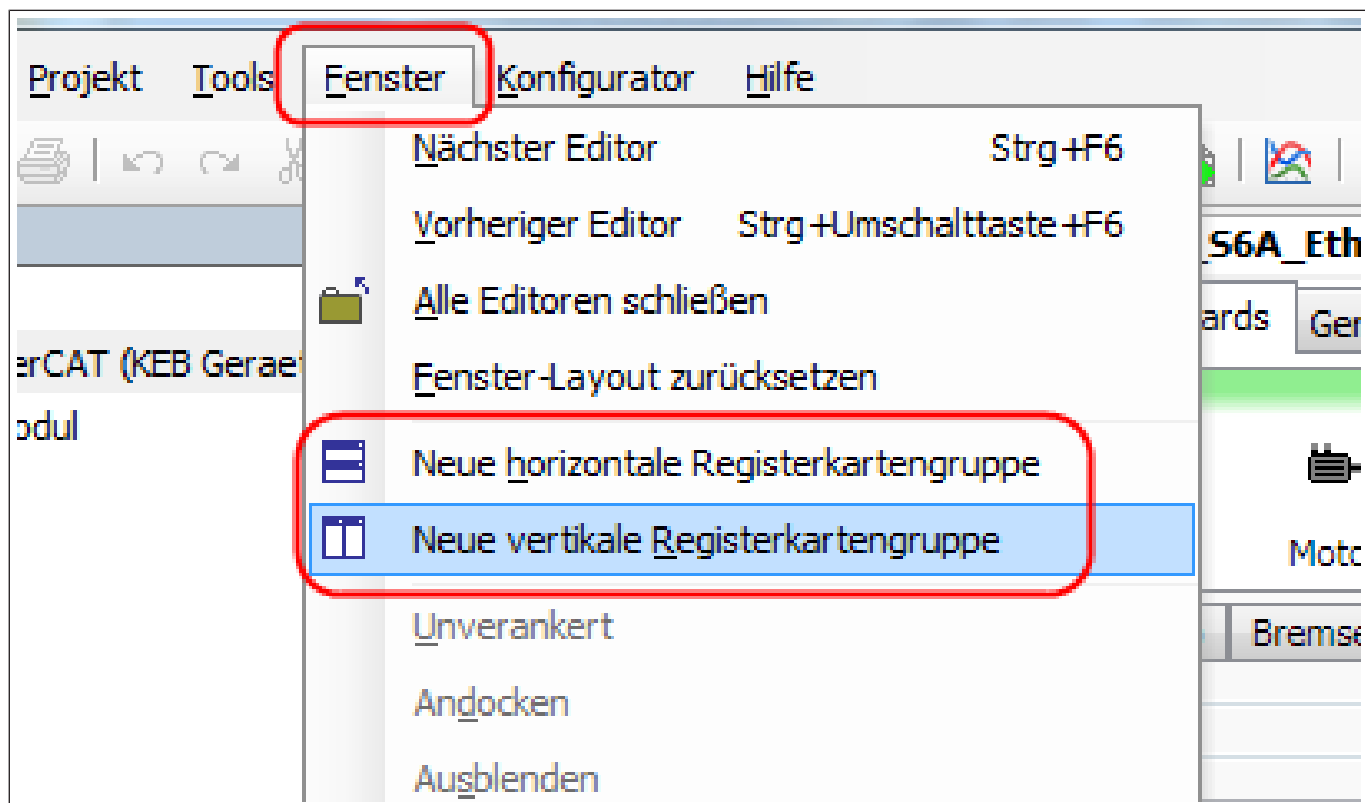 Projekt Tools Fenster Konfigurator Hilfe
Nächster Editor Strg+F6
Vorheriger Editor Strg+Umschalttaste+F6
_S6A_Eth
Alle Editoren schließen
ards Ger
erCAT (KEB Geraet
Fenster-Layout zurücksetzen
odul
Neue horizontale Registerkartengruppe
Neue vertikale Registerkartengruppe
Moto
Unverankert
Bremse
Andocken
Ausblenden